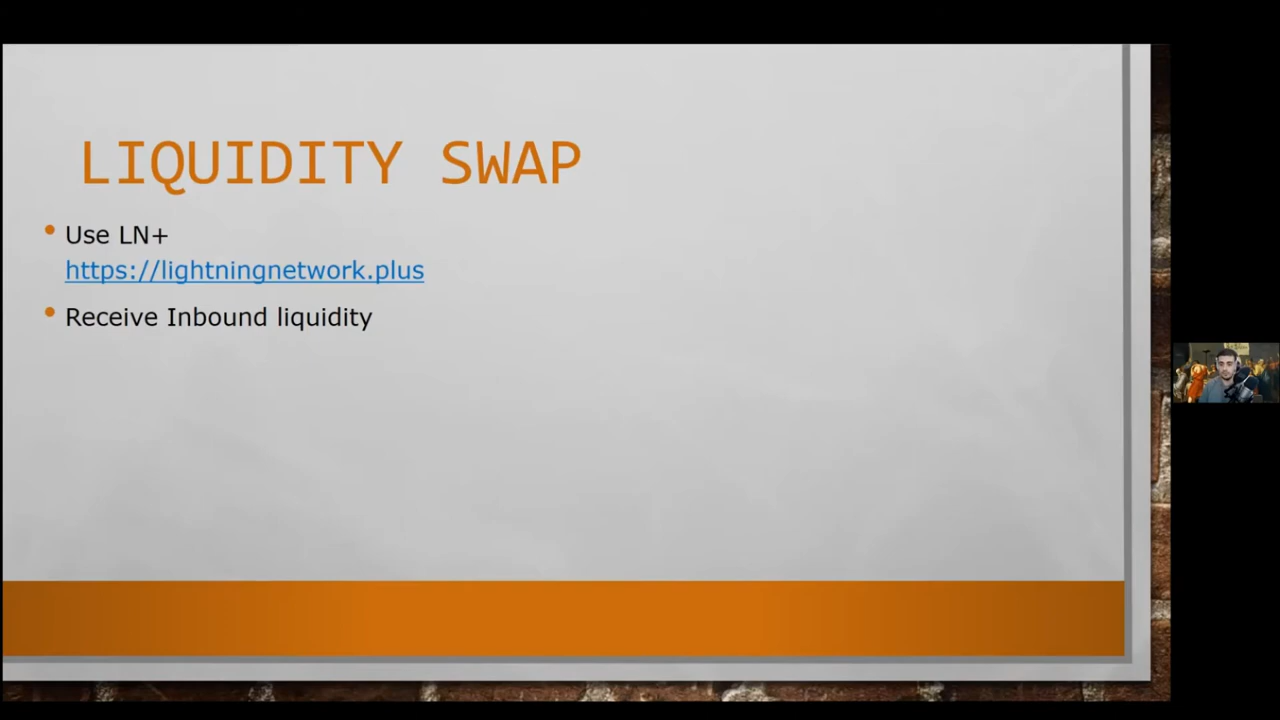 LIQUIDITY SWAP
Use LN+
https://lightningnetwork.plus
Receive Inbound liquidity